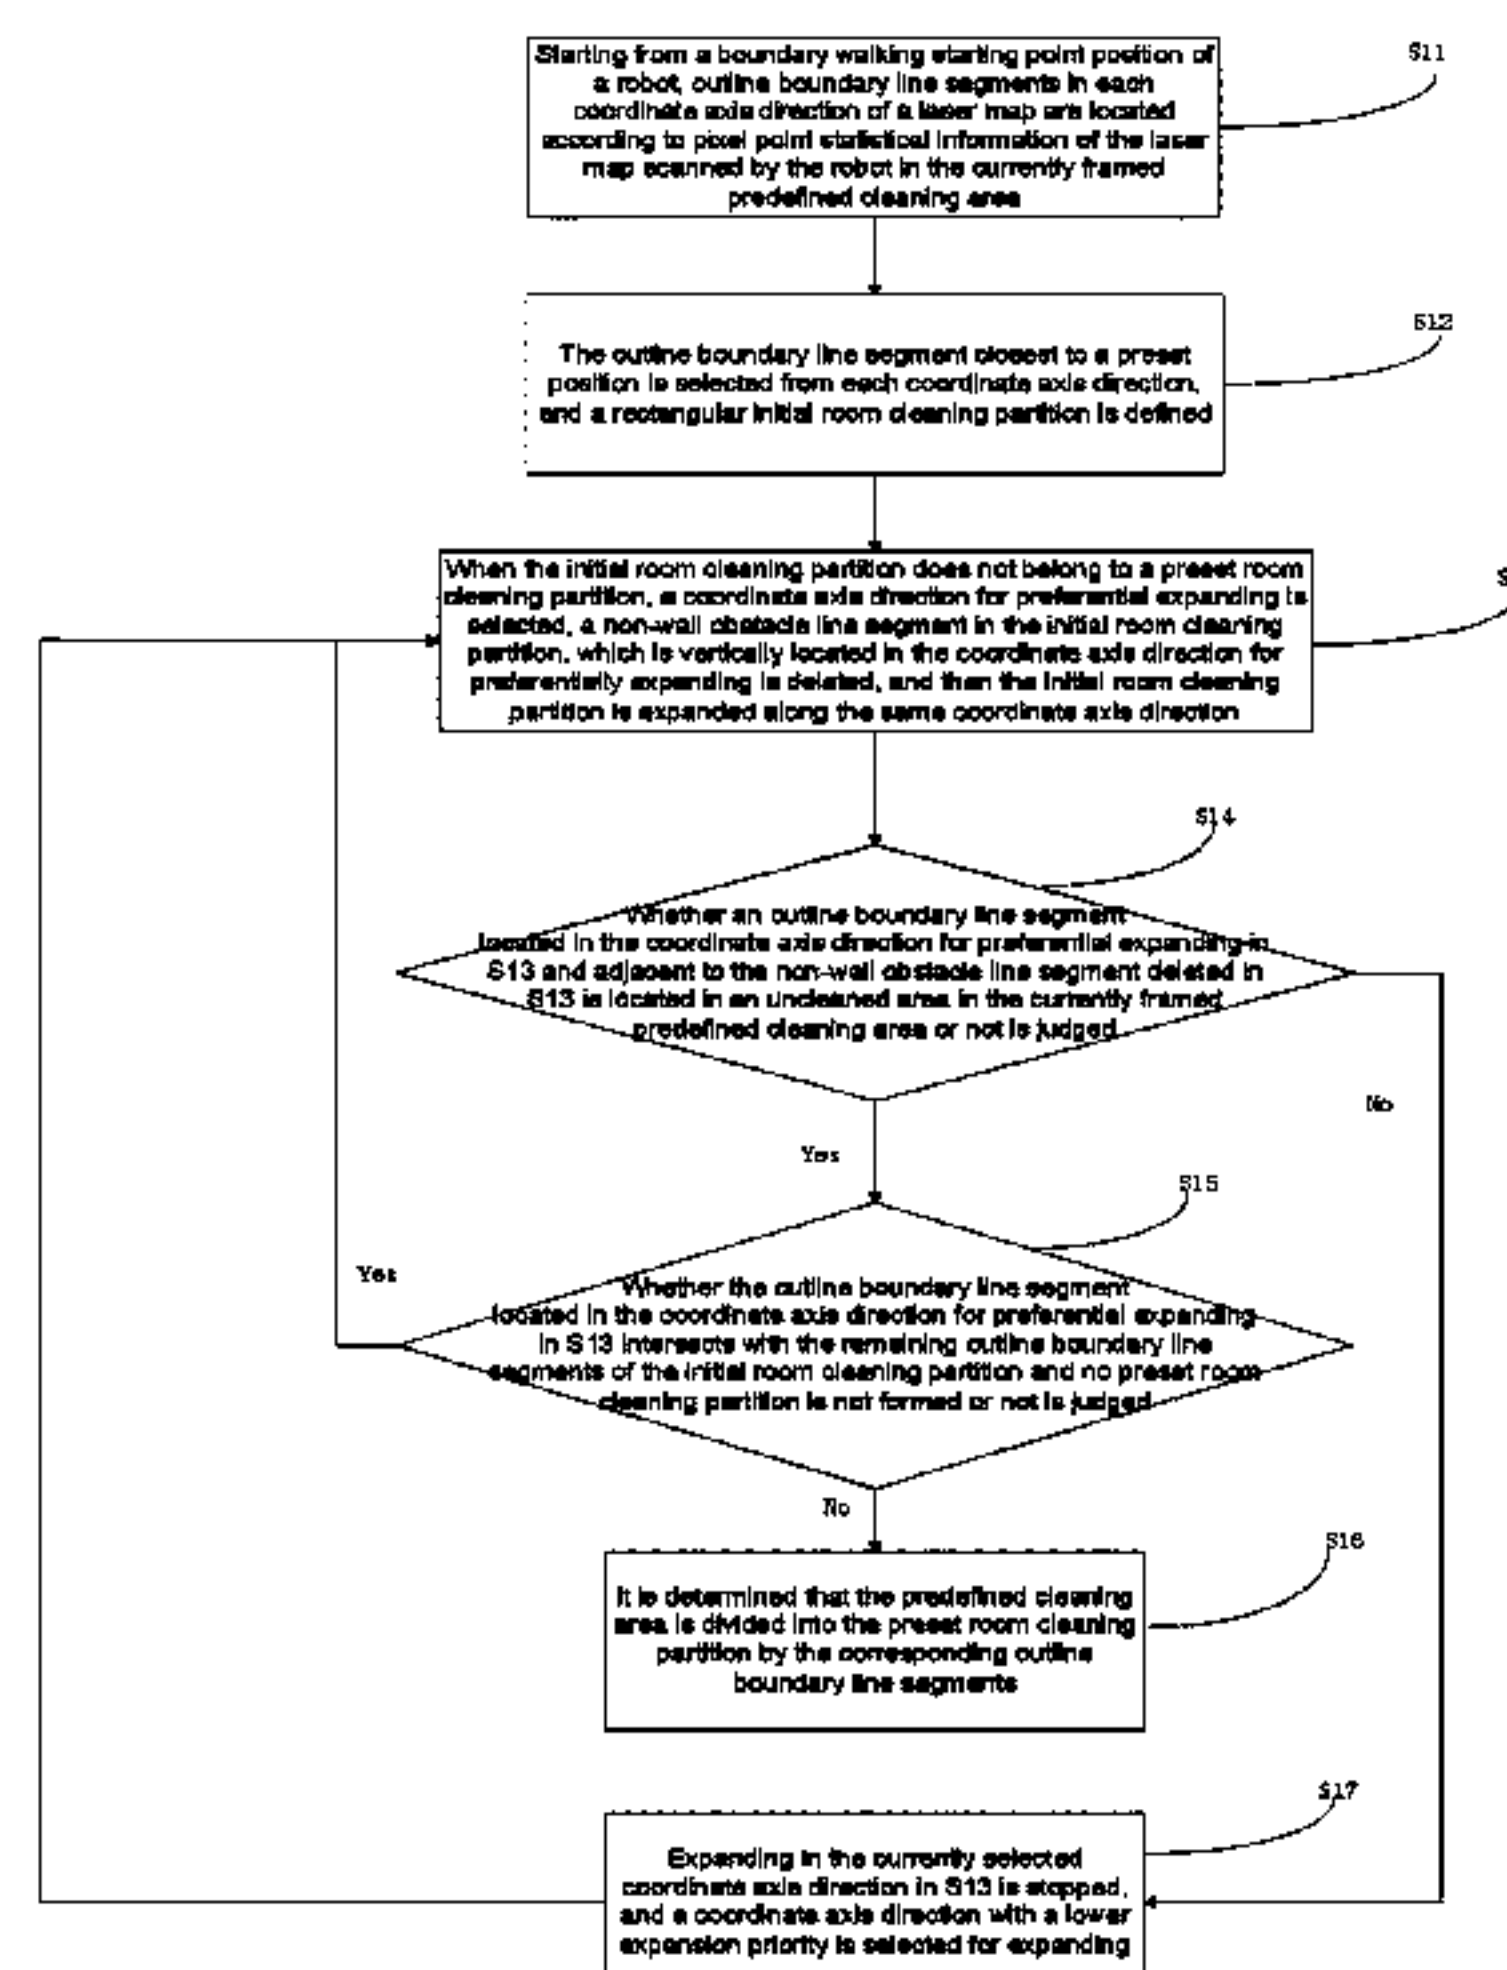 Starting from a boundary walking starting point position of
a robot, outline boundary line segments in each
coordinate axis direction of a laser map are located
according to pixel point statistical information of the laser
map scanned by the robot in the currently framed
predefined cleaning area
S11
The outline boundary line segment closest to a preset
position is selected from each coordinate axis direction,
and a rectangular initial room cleaning partition is defined
S12
When the initial room cleaning partition does not belong to a preset room
cleaning partition, a coordinate axis direction for preferential expanding is
selected, a non-wall obstacle line segment in the initial room cleaning
partition, which is vertically located in the coordinate axis direction for
preferentially expanding is deleted, and then the initial room cleaning
partition is expanded along the same coordinate axis direction
S
S14
Whether an outline boundary line segment
located in the coordinate axis direction for preferential expanding in
S13 and adjacent to the non-wall obstacle line segment deleted in
S13 is located in an uncleaned area in the currently framed
predefined cleaning area or not is judged
No
Yes
S15
Yes
Whether the outline boundary line segment
located in the coordinate axis direction for preferential expanding
in S13 intersects with the remaining outline boundary line
segments of the initial room cleaning partition and no preset room
cleaning partition is not formed or not is judged
No
S16
It is determined that the predefined cleaning
area is divided into the preset room cleaning
partition by the corresponding outline
boundary line segments
S17
Expanding in the currently selected
coordinate axis direction in S13 is stopped,
and a coordinate axis direction with a lower
expansion priority is selected for expanding